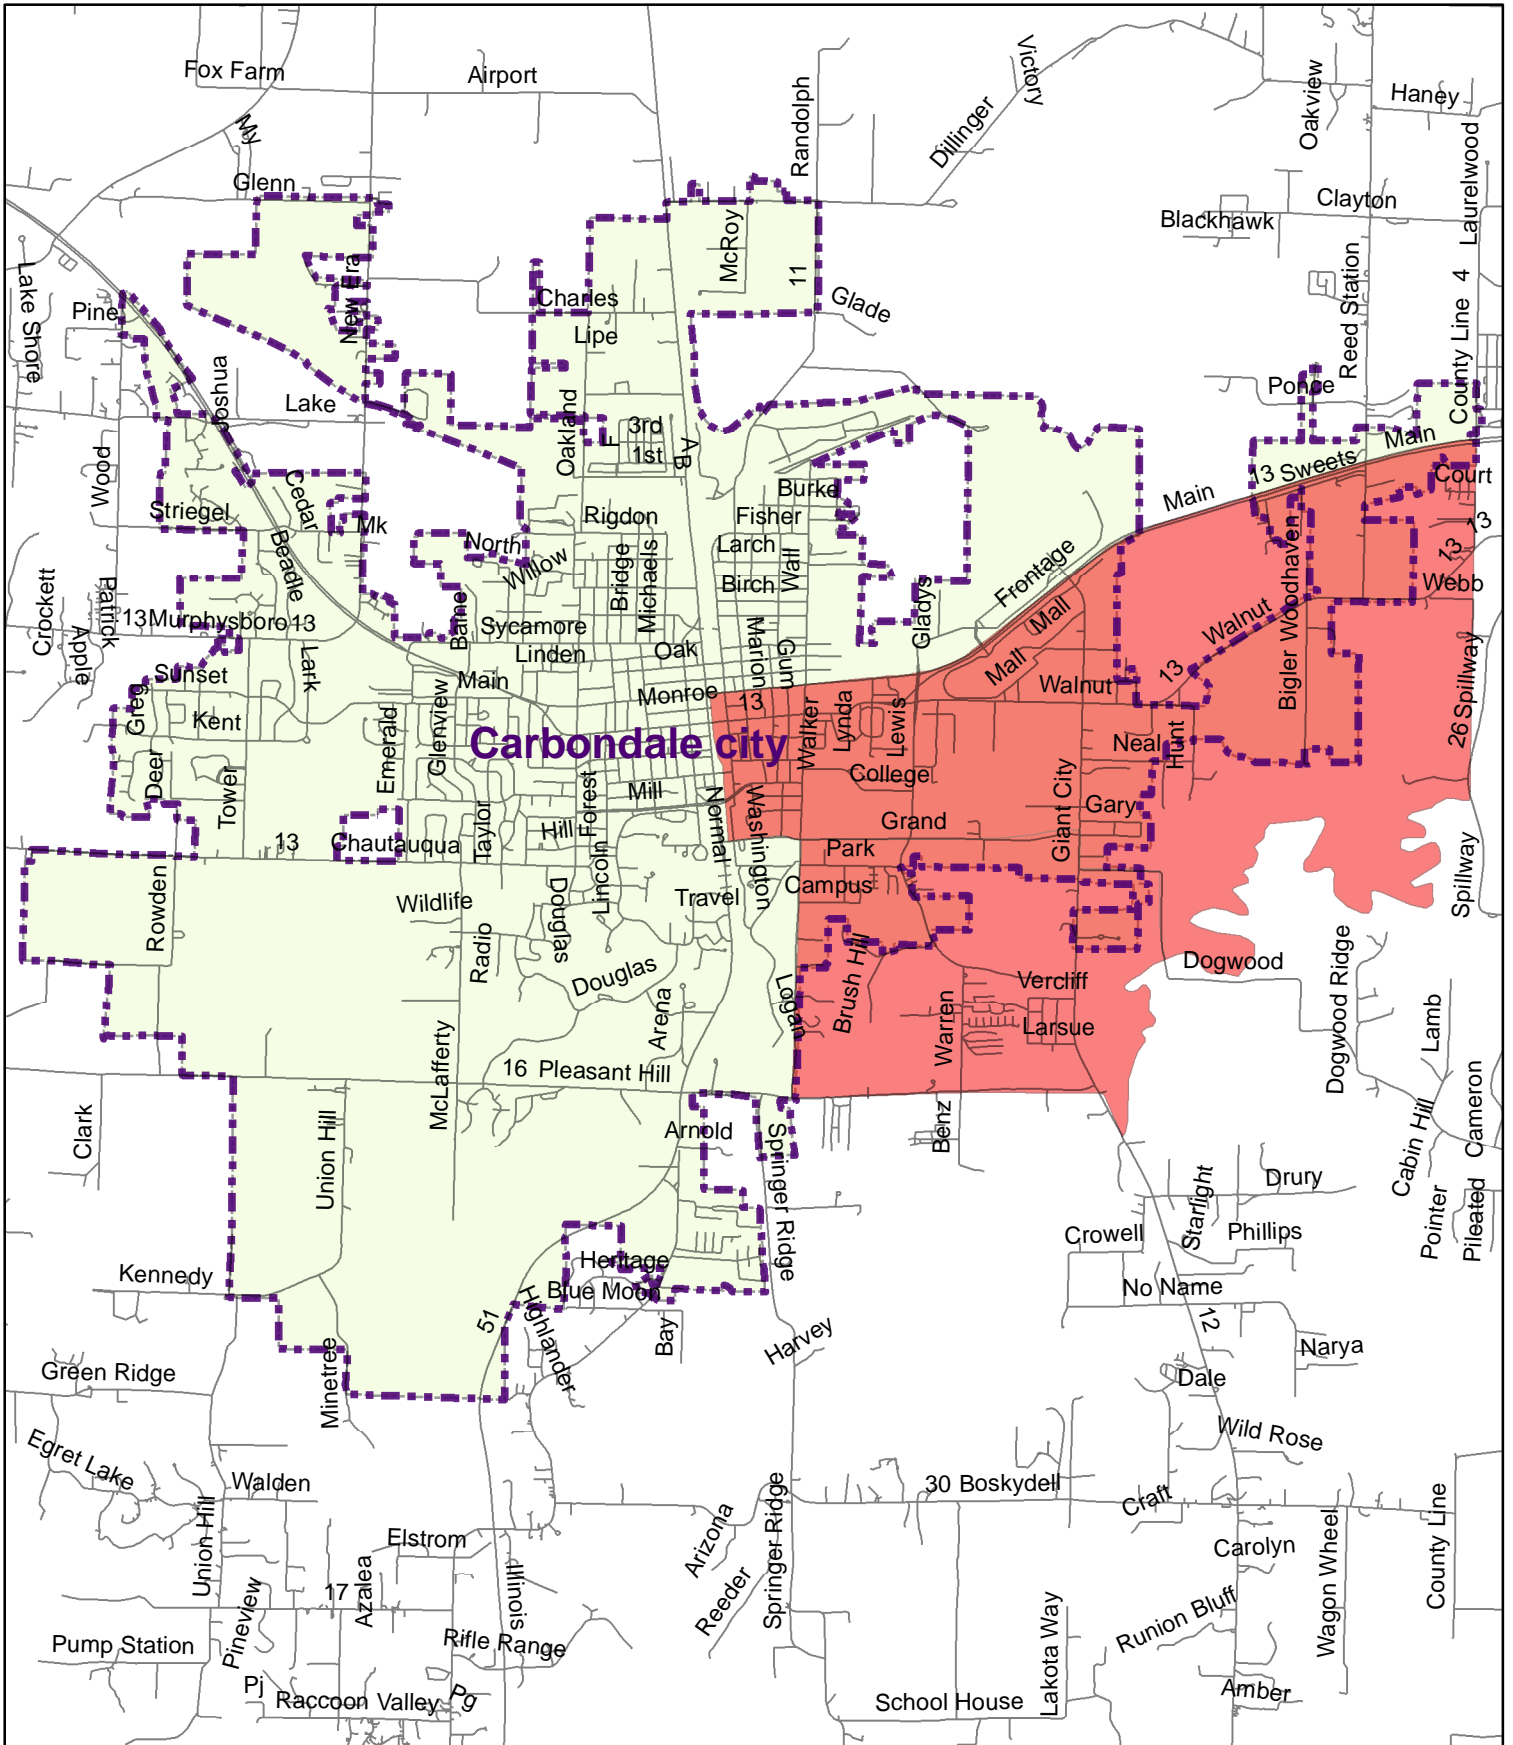 Fox Farm
Airport
Victory
Oakview
Haney
Randolph
Dillinger
My
Laurelwood
Glenn
Clayton
Blackhawk
McRoy
Lake Shore
New Era
11
Reed Station
County Line 4
Pine
Charles
Glade
Lipe
Joshua
Lake
Ponce
Oakland
3rd
F
1st
A
B
Main
13 Sweets
Court
Wood
Cedar
Burke
Main
Striegel
Mk
Rigdon
Fisher
13
North
Larch
Wall
13
Beadle
Willow
Bridge
Michaels
Birch
Frontage
Woodhaven
Webb
Crockett
Patrick
13
Murphysboro
13
Barne
Sycamore
Gladys
Mall
Walnut
Apple
Linden
Oak
Marion
Gum
Mall
Bigler
26 Spillway
Sunset
Lark
Main
Monroe
13
Walnut
13
Greg
Kent
Emerald
Glenview
Carbondale city
Walker
Lynda
Lewis
Neal
Hunt
Deer
Tower
Forest
Mill
Normal
Washington
College
Giant City
Gary
13
Chautauqua
Taylor
Hill
Lincoln
Grand
Park
Spillway
Rowden
Wildlife
Douglas
Travel
Campus
Radio
Douglas
Logan
Brush Hill
Dogwood
Dogwood Ridge
Vercliff
Arena
Warren
Larsue
Lamb
McLafferty
16 Pleasant Hill
Clark
Union Hill
Arnold
Springer Ridge
Benz
Cabin Hill
Cameron
Starlight
Drury
Pointer
Pileated
Crowell
Phillips
Heritage
Kennedy
Blue Moon
No Name
51
Highlander
Bay
Harvey
12
Narya
Green Ridge
Minetree
Dale
Wild Rose
Egret Lake
Walden
30 Boskydell
Craft
Union Hill
Elstrom
Arizona
Springer Ridge
Carolyn
Wagon Wheel
County Line
17
Azalea
Illinois
Reeder
Pineview
Pump Station
Rifle Range
Lakota Way
Runion Bluff
Pj
Raccoon Valley
Pg
School House
Amber